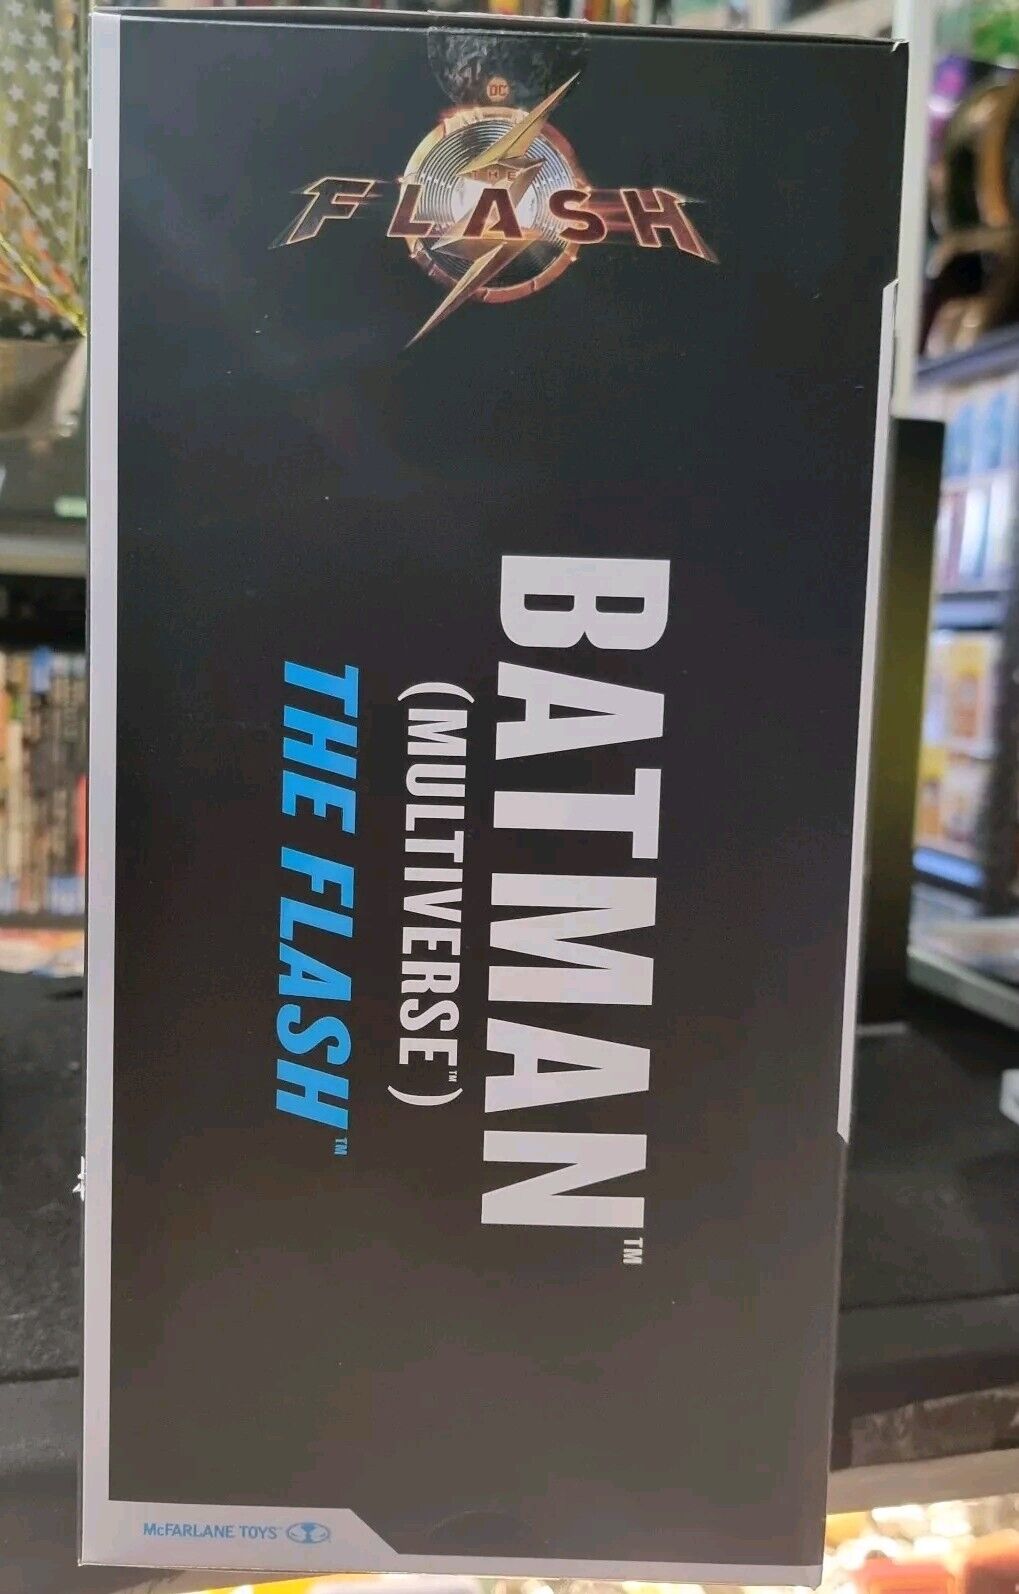 DC
THE
FLASH
BATMAN™
(MULTIVERSE™)
THE FLASH™
McFARLANE TOYS